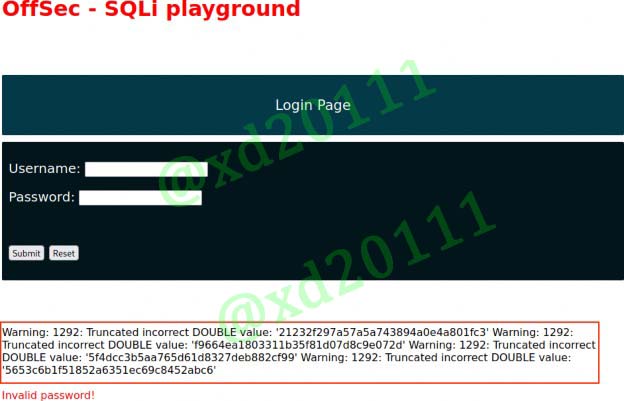 OffSec - SQLi playground
Login Page
@xd20111
Username:
Password:
Submit Reset
@xd20111
Warning: 1292: Truncated incorrect DOUBLE value: '21232f297a57a5a743894a0e4a801fc3' Warning: 1292:
Truncated incorrect DOUBLE value: 'f9664ea1803311b35f81d07d8c9e072d' Warning: 1292: Truncated incorrect
DOUBLE value: '5f4dcc3b5aa765d61d8327deb882cf99' Warning: 1292: Truncated incorrect DOUBLE value:
'5653c6b1f51852a6351ec69c8452abc6'
Invalid password!